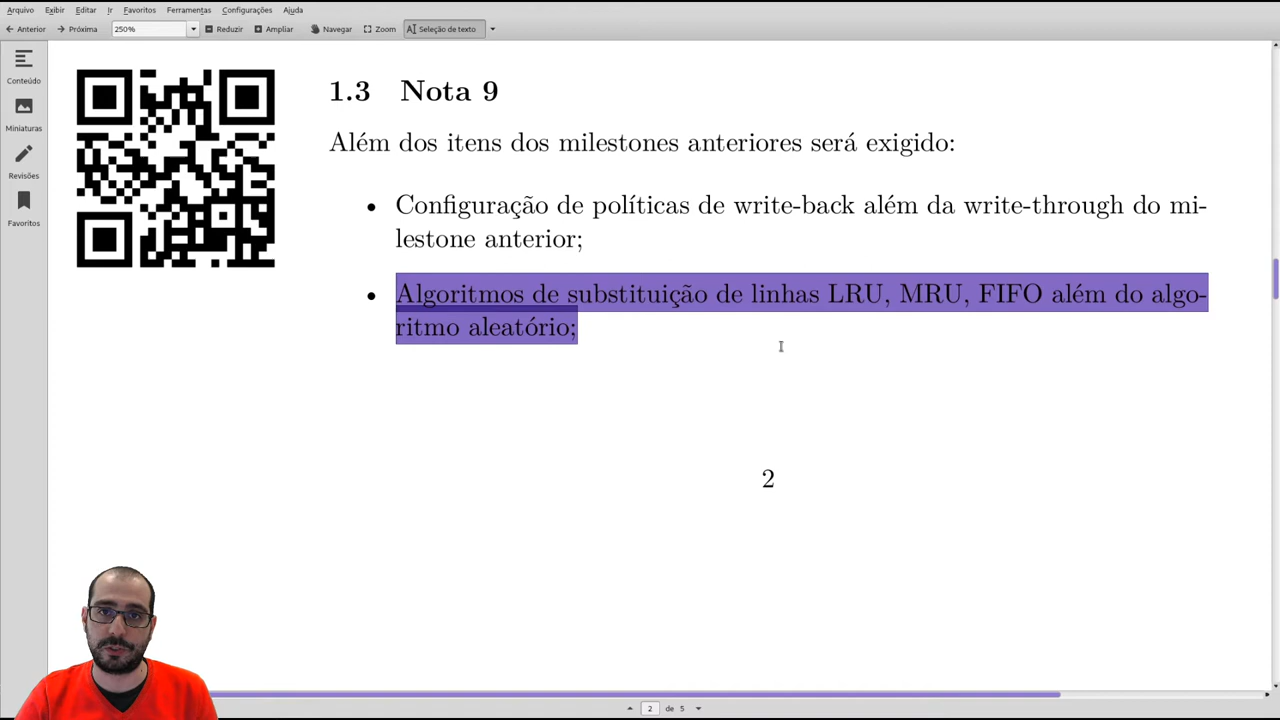 Arquivo Exibir Editar Ir Favoritos Ferramentas Configurações Ajuda
Anterior Próxima 250% Reduzir Ampliar Navegar Zoom Seleção de texto
Conteúdo
Miniaturas
Revisões
Favoritos
1.3 Nota 9
Além dos itens dos milestones anteriores será exigido:
• Configuração de políticas de write-back além da write-through do mi-
lestone anterior;
• Algoritmos de substituição de linhas LRU, MRU, FIFO além do algo-
ritmo aleatório;
2
2 de 5